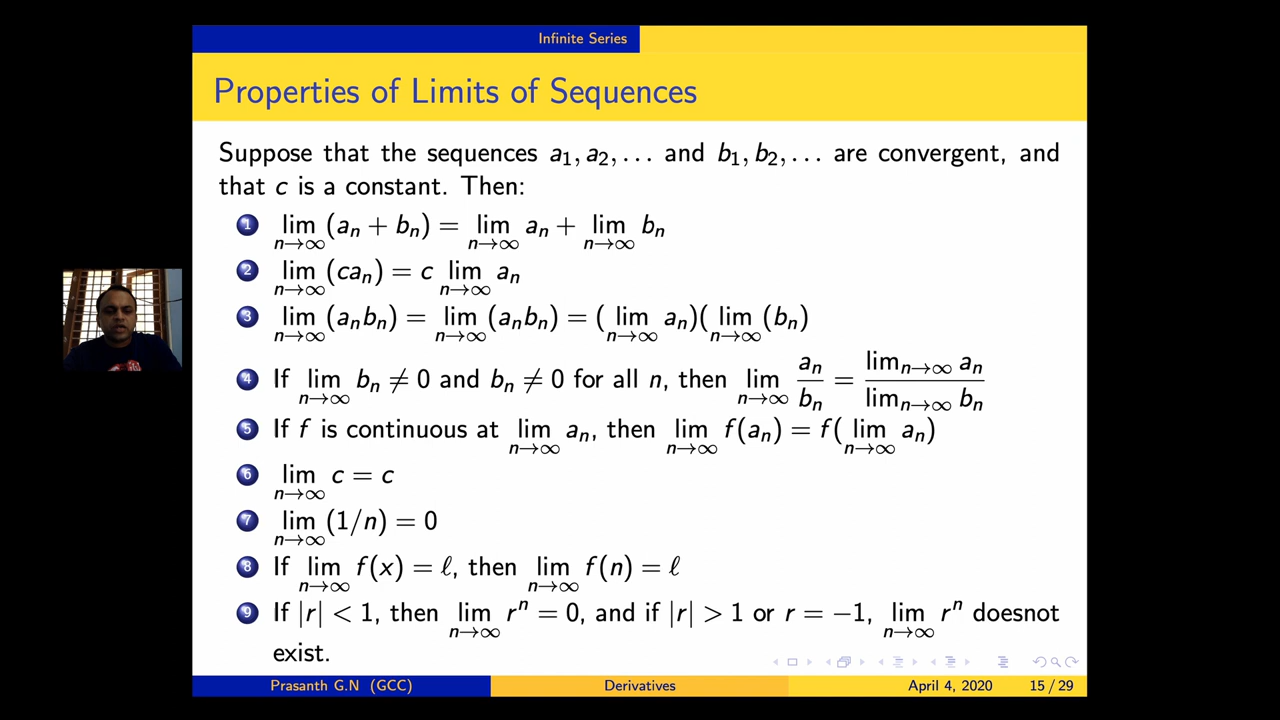 Infinite Series
Properties of Limits of Sequences
Suppose that the sequences a₁, a₂, . . . and b₁, b₂, . . . are convergent, and
that c is a constant. Then:
1 lim n→∞ (aₙ + bₙ) = lim n→∞ aₙ + lim n→∞ bₙ
2 lim n→∞ (caₙ) = c lim n→∞ aₙ
3 lim n→∞ (aₙbₙ) = lim n→∞ (aₙbₙ) = ( lim n→∞ aₙ)( lim n→∞ (bₙ)
4 If lim n→∞ bₙ ≠ 0 and bₙ ≠ 0 for all n, then lim n→∞ aₙ/bₙ = limn→∞ aₙ / limn→∞ bₙ
5 If f is continuous at lim n→∞ aₙ, then lim n→∞ f(aₙ) = f( lim n→∞ aₙ)
6 lim n→∞ c = c
7 lim n→∞ (1/n) = 0
8 If lim n→∞ f(x) = ℓ, then lim n→∞ f(n) = ℓ
9 If |r| < 1, then lim n→∞ rⁿ = 0, and if |r| > 1 or r = −1, lim n→∞ rⁿ doesnot
exist.
Prasanth G.N (GCC) Derivatives April 4, 2020 15 / 29